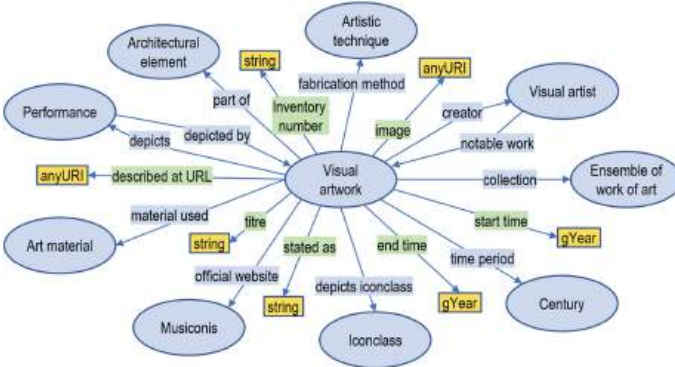 Artistic
technique
Architectural
element
string
anyURI
fabrication method
Visual artist
part of
Inventory
number
image
creator
Performance
depicts
depicted by
notable work
anyURI
described at URL
Visual
artwork
collection
Ensemble of
work of art
material used
titre
start time
Art material
string
stated as
end time
time period
gYear
official website
string
depicts iconclass
gYear
Century
Musiconis
Iconclass